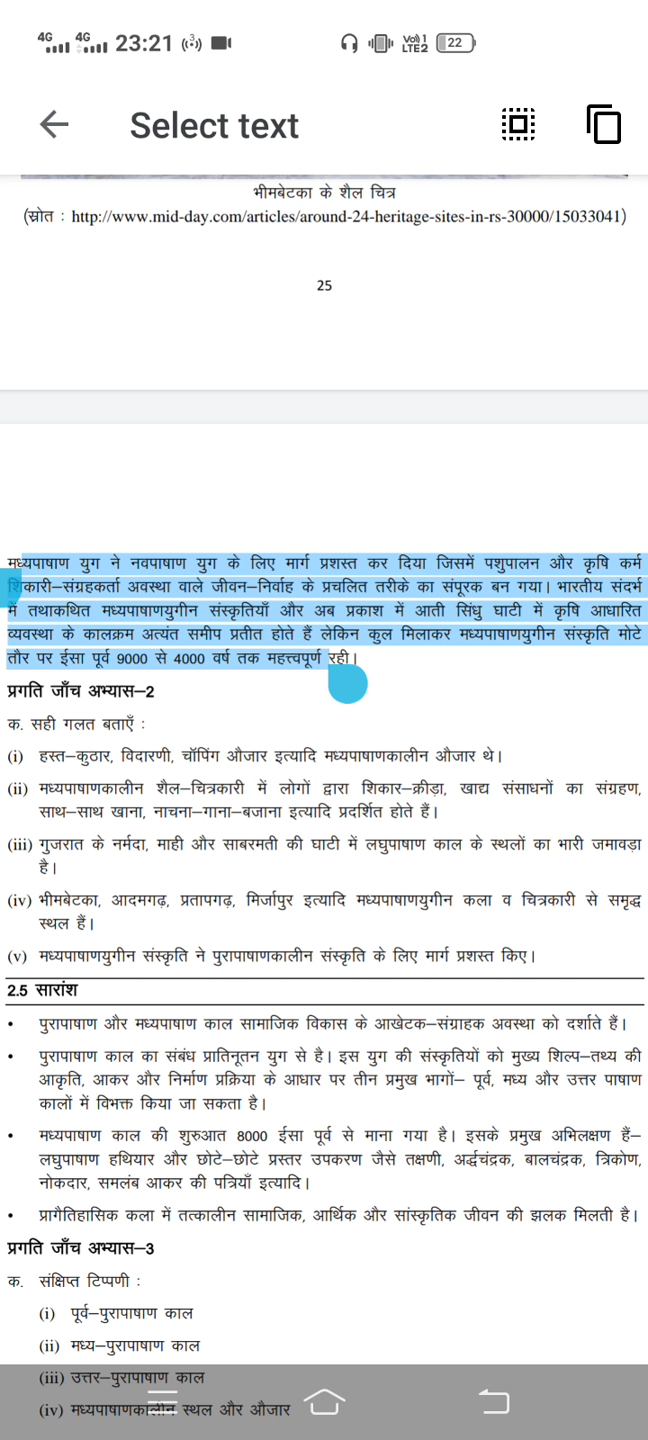 4G 4G 23:21 Vo) 1 LTE2 22
Select text
भीमबेटका के शैल चित्र
(स्रोत : http://www.mid-day.com/articles/around-24-heritage-sites-in-rs-30000/15033041)
25
मध्यपाषाण युग ने नवपाषाण युग के लिए मार्ग प्रशस्त कर दिया जिसमें पशुपालन और कृषि कर्म
शिकारी–संग्रहकर्ता अवस्था वाले जीवन–निर्वाह के प्रचलित तरीके का संपूरक बन गया। भारतीय संदर्भ
में तथाकथित मध्यपाषाणयुगीन संस्कृतियाँ और अब प्रकाश में आती सिंधु घाटी में कृषि आधारित
व्यवस्था के कालक्रम अत्यंत समीप प्रतीत होते हैं लेकिन कुल मिलाकर मध्यपाषाणयुगीन संस्कृति मोटे
तौर पर ईसा पूर्व 9000 से 4000 वर्ष तक महत्त्वपूर्ण रही।
प्रगति जाँच अभ्यास–2
क. सही गलत बताएँ :
(i) हस्त–कुठार, विदारणी, चॉपिंग औजार इत्यादि मध्यपाषाणकालीन औजार थे।
(ii) मध्यपाषाणकालीन शैल–चित्रकारी में लोगों द्वारा शिकार–क्रीड़ा, खाद्य संसाधनों का संग्रहण,
साथ–साथ खाना, नाचना–गाना–बजाना इत्यादि प्रदर्शित होते हैं।
(iii) गुजरात के नर्मदा, माही और साबरमती की घाटी में लघुपाषाण काल के स्थलों का भारी जमावड़ा
है।
(iv) भीमबेटका, आदमगढ़, प्रतापगढ़, मिर्जापुर इत्यादि मध्यपाषाणयुगीन कला व चित्रकारी से समृद्ध
स्थल हैं।
(v) मध्यपाषाणयुगीन संस्कृति ने पुरापाषाणकालीन संस्कृति के लिए मार्ग प्रशस्त किए।
2.5 सारांश
• पुरापाषाण और मध्यपाषाण काल सामाजिक विकास के आखेटक–संग्राहक अवस्था को दर्शाते हैं।
• पुरापाषाण काल का संबंध प्रातिनूतन युग से है। इस युग की संस्कृतियों को मुख्य शिल्प–तथ्य की
आकृति, आकर और निर्माण प्रक्रिया के आधार पर तीन प्रमुख भागों– पूर्व, मध्य और उत्तर पाषाण
कालों में विभक्त किया जा सकता है।
• मध्यपाषाण काल की शुरुआत 8000 ईसा पूर्व से माना गया है। इसके प्रमुख अभिलक्षण हैं–
लघुपाषाण हथियार और छोटे–छोटे प्रस्तर उपकरण जैसे तक्षणी, अर्द्धचंद्रक, बालचंद्रक, त्रिकोण,
नोकदार, समलंब आकर की पत्रियाँ इत्यादि।
• प्रागैतिहासिक कला में तत्कालीन सामाजिक, आर्थिक और सांस्कृतिक जीवन की झलक मिलती है।
प्रगति जाँच अभ्यास–3
क. संक्षिप्त टिप्पणी :
(i) पूर्व–पुरापाषाण काल
(ii) मध्य–पुरापाषाण काल
(iii) उत्तर–पुरापाषाण काल
(iv) मध्यपाषाणकालीन स्थल और औजार